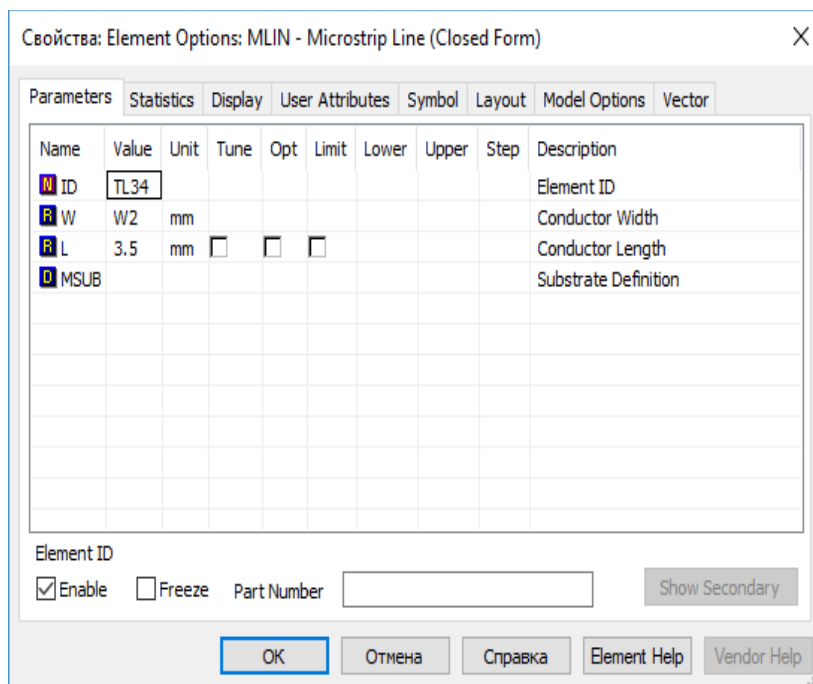 Свойства: Element Options: MLIN - Microstrip Line (Closed Form)
Parameters Statistics Display User Attributes Symbol Layout Model Options Vector
Name Value Unit Tune Opt Limit Lower Upper Step Description
N ID TL34 Element ID
R W W2 mm Conductor Width
R L 3.5 mm Conductor Length
D MSUB Substrate Definition
Element ID
Enable Freeze Part Number Show Secondary
OK Отмена Справка Element Help Vendor Help